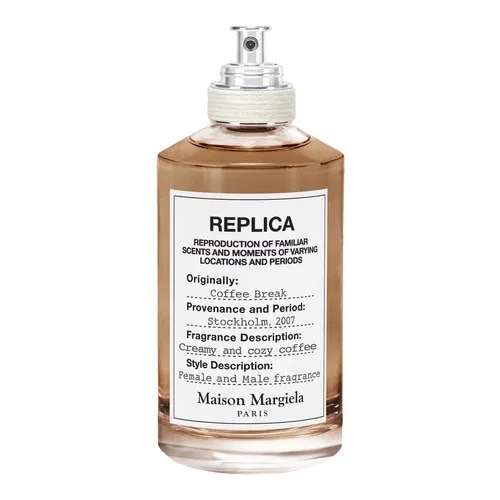 REPLICA
REPRODUCTION OF FAMILIAR
SCENTS AND MOMENTS OF VARYING
LOCATIONS AND PERIODS
Originally:
Coffee Break
Provenance and Period:
Stockholm, 2007
Fragrance Description:
Creamy and cozy coffee
Style Description:
Female and Male fragrance
Maison Margiela
PARIS